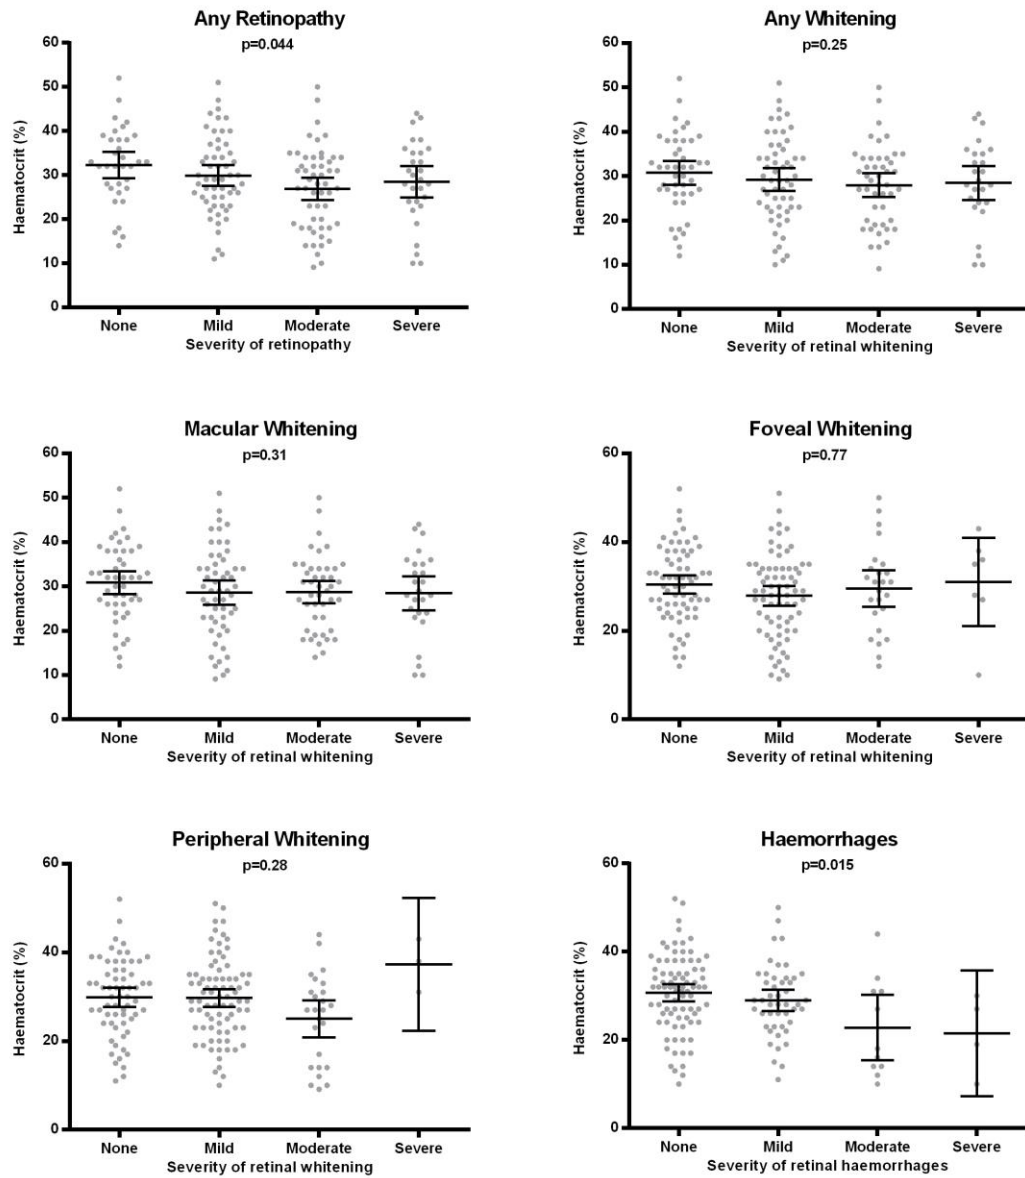 Any Retinopathy
p=0.044
Haematocrit (%)
60
50
40
30
20
10
0
None Mild Moderate Severe
Severity of retinopathy
Any Whitening
p=0.25
Haematocrit (%)
60
50
40
30
20
10
0
None Mild Moderate Severe
Severity of retinal whitening
Macular Whitening
p=0.31
Haematocrit (%)
60
50
40
30
20
10
0
None Mild Moderate Severe
Severity of retinal whitening
Foveal Whitening
p=0.77
Haematocrit (%)
60
40
20
0
None Mild Moderate Severe
Severity of retinal whitening
Peripheral Whitening
p=0.28
Haematocrit (%)
60
40
20
0
None Mild Moderate Severe
Severity of retinal whitening
Haemorrhages
p=0.015
Haematocrit (%)
60
40
20
0
None Mild Moderate Severe
Severity of retinal haemorrhages